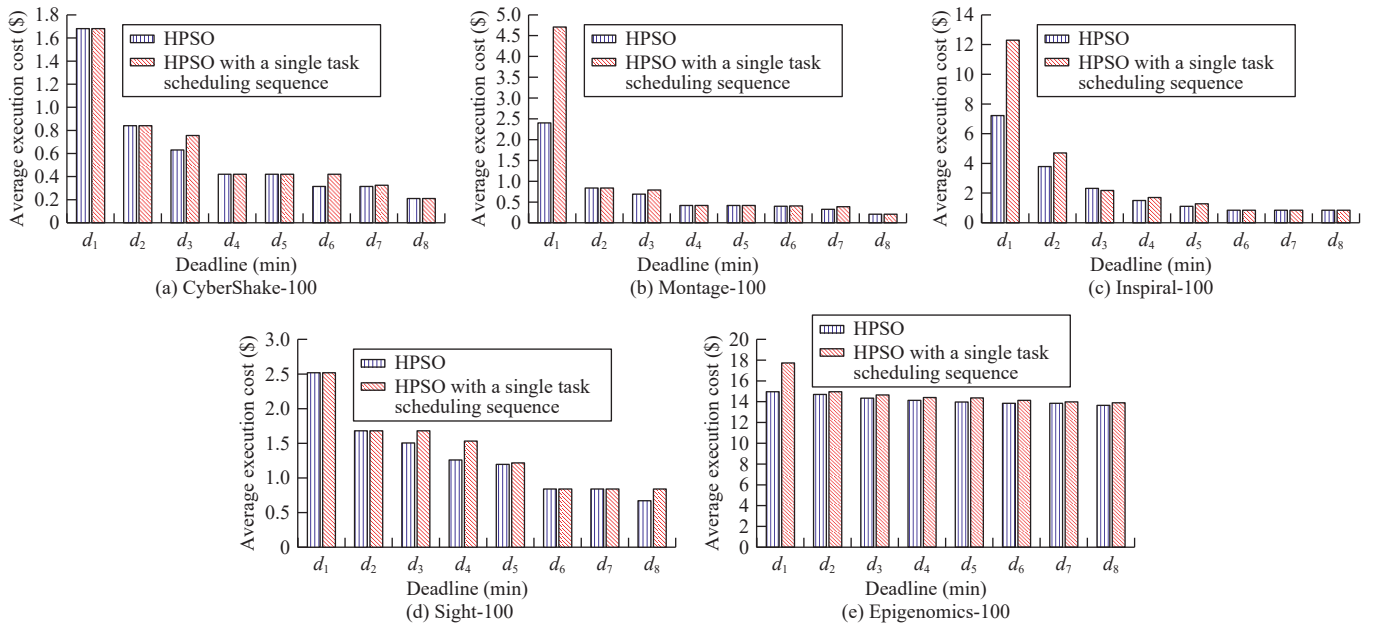 Average execution cost ($)
1.8
1.6
1.4
1.2
1.0
0.8
0.6
0.4
0.2
0
HPSO
HPSO with a single task
scheduling sequence
d1 d2 d3 d4 d5 d6 d7 d8
Deadline (min)
(a) CyberShake-100
Average execution cost ($)
5.0
4.5
4.0
3.5
3.0
2.5
2.0
1.5
1.0
0.5
0
HPSO
HPSO with a single task
scheduling sequence
d1 d2 d3 d4 d5 d6 d7 d8
Deadline (min)
(b) Montage-100
Average execution cost ($)
14
12
10
8
6
4
2
0
HPSO
HPSO with a single task
scheduling sequence
d1 d2 d3 d4 d5 d6 d7 d8
Deadline (min)
(c) Inspiral-100
Average execution cost ($)
3.0
2.5
2.0
1.5
1.0
0.5
0
HPSO
HPSO with a single task
scheduling sequence
d1 d2 d3 d4 d5 d6 d7 d8
Deadline (min)
(d) Sight-100
Average execution cost ($)
20
18
16
14
12
10
8
6
4
2
0
HPSO
HPSO with a single task
scheduling sequence
d1 d2 d3 d4 d5 d6 d7 d8
Deadline (min)
(e) Epigenomics-100